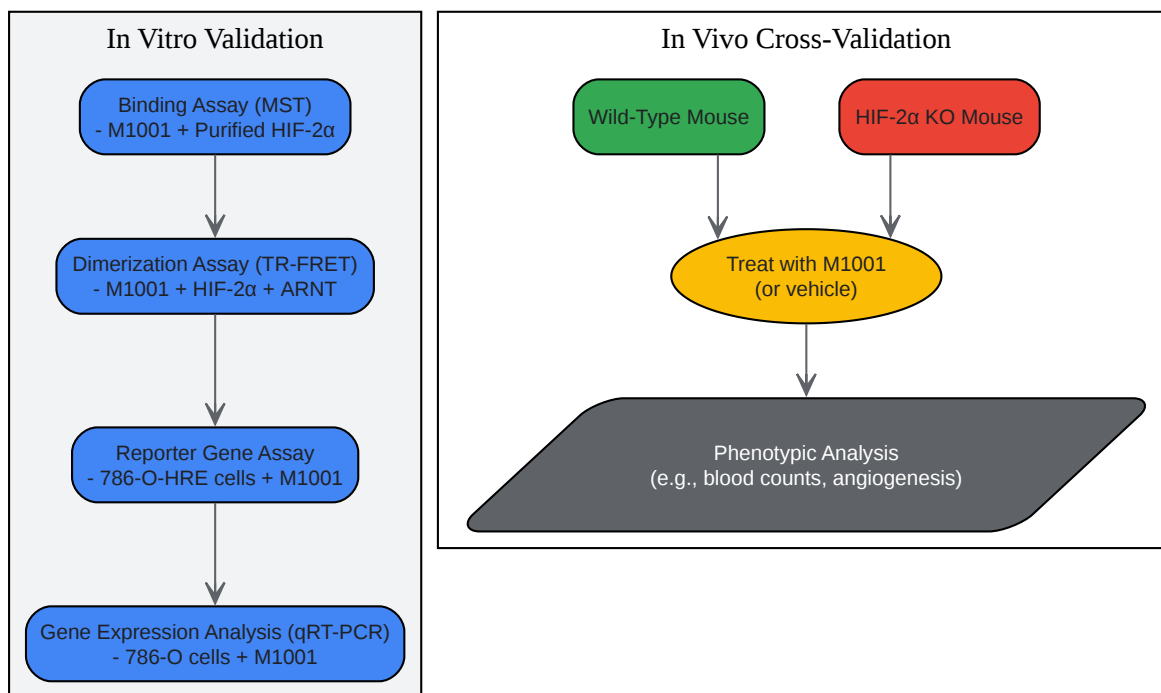 In Vitro Validation
Binding Assay (MST)
- M1001 + Purified HIF-2α
Dimerization Assay (TR-FRET)
- M1001 + HIF-2α + ARNT
Reporter Gene Assay
- 786-O-HRE cells + M1001
Gene Expression Analysis (qRT-PCR)
- 786-O cells + M1001
In Vivo Cross-Validation
Wild-Type Mouse
HIF-2α KO Mouse
Treat with M1001
(or vehicle)
Phenotypic Analysis
(e.g., blood counts, angiogenesis)